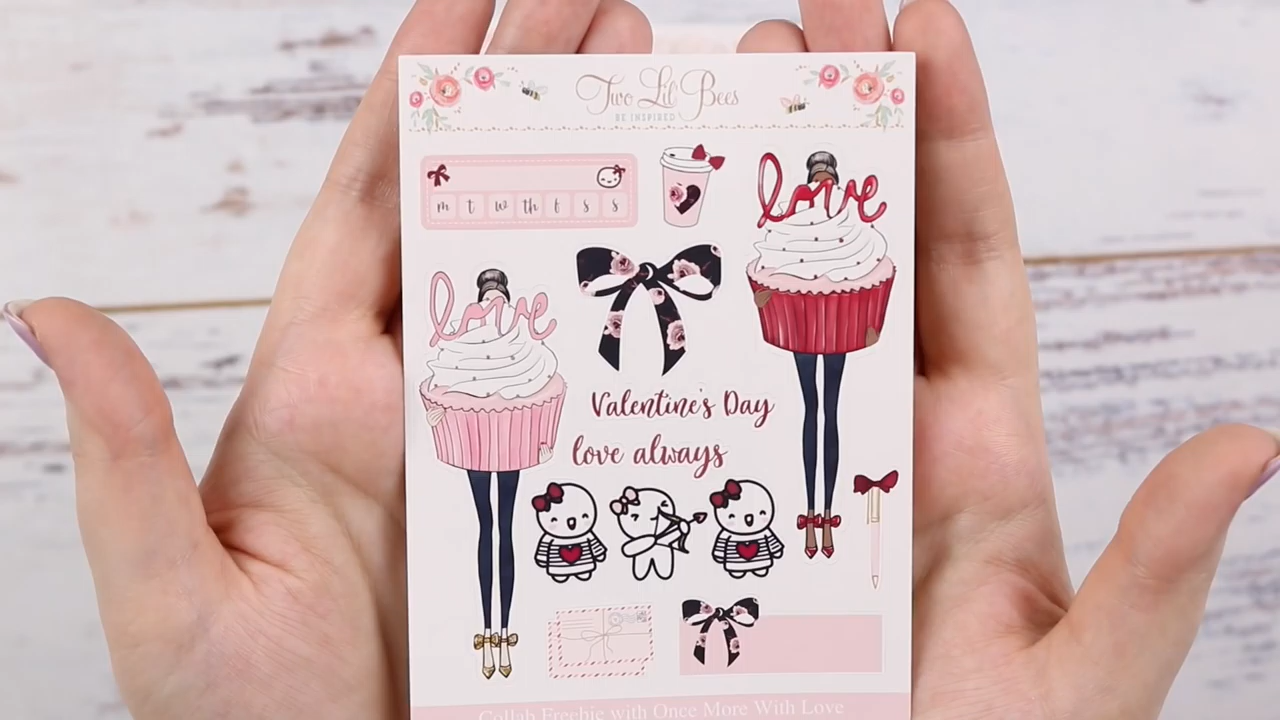 Two Lil' Bees
BE INSPIRED
m t w th f s s
love
love
Valentine's Day
love always
Collab Freebie with Once More With Love